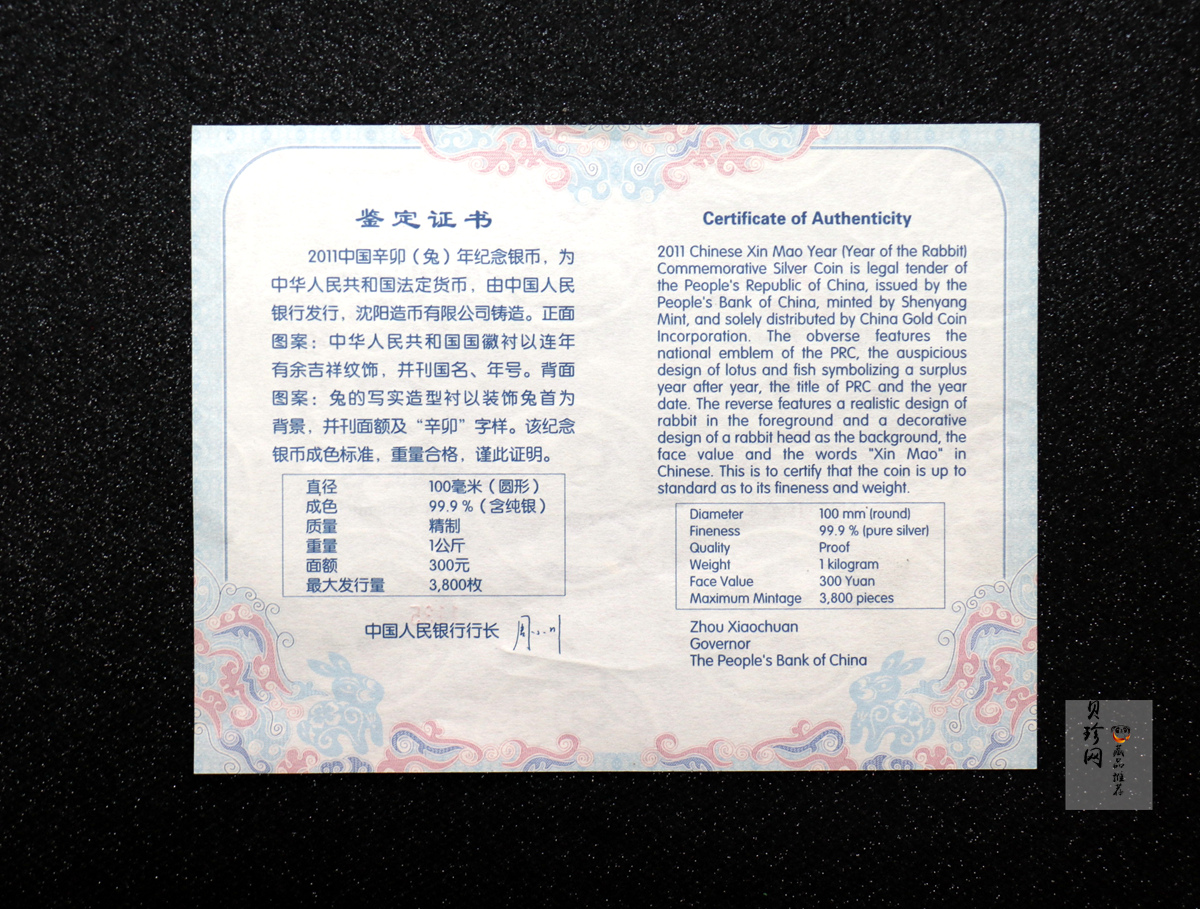 鉴定证书
2011中国辛卯（兔）年纪念银币，为
中华人民共和国法定货币，由中国人民
银行发行，沈阳造币有限公司铸造。正面
图案：中华人民共和国国徽衬以连年
有余吉祥纹饰，并刊国名、年号。背面
图案：兔的写实造型衬以装饰兔首为
背景，并刊面额及“辛卯”字样。该纪念
银币成色标准，重量合格，谨此证明。
直径 100毫米（圆形）
成色 99.9％（含纯银）
质量 精制
重量 1公斤
面额 300元
最大发行量 3,800枚
中国人民银行行长 周小川
Certificate of Authenticity
2011 Chinese Xin Mao Year (Year of the Rabbit)
Commemorative Silver Coin is legal tender of
the People's Republic of China, issued by the
People's Bank of China, minted by Shenyang
Mint, and solely distributed by China Gold Coin
Incorporation. The obverse features the
national emblem of the PRC, the auspicious
design of lotus and fish symbolizing a surplus
year after year, the title of PRC and the year
date. The reverse features a realistic design of
rabbit in the foreground and a decorative
design of a rabbit head as the background, the
face value and the words "Xin Mao" in
Chinese. This is to certify that the coin is up to
standard as to its fineness and weight.
Diameter 100 mm (round)
Fineness 99.9 % (pure silver)
Quality Proof
Weight 1 kilogram
Face Value 300 Yuan
Maximum Mintage 3,800 pieces
Zhou Xiaochuan
Governor
The People's Bank of China
贝珍网
藏品推荐